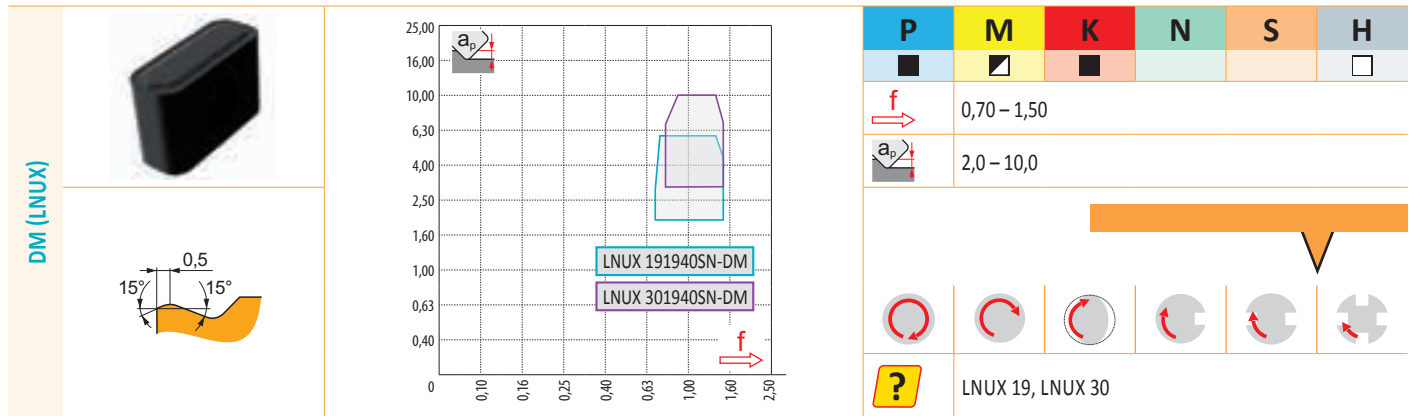 DM (LNUX)
0,5
15°
15°
25,00
16,00
10,00
6,30
4,00
2,50
1,60
1,00
0,63
0,40
0
aₚ
LNUX 191940SN-DM
LNUX 301940SN-DM
f
0,10
0,16
0,25
0,40
0,63
1,00
1,60
2,50
P M K N S H
f 0,70 – 1,50
aₚ 2,0 – 10,0
? LNUX 19, LNUX 30